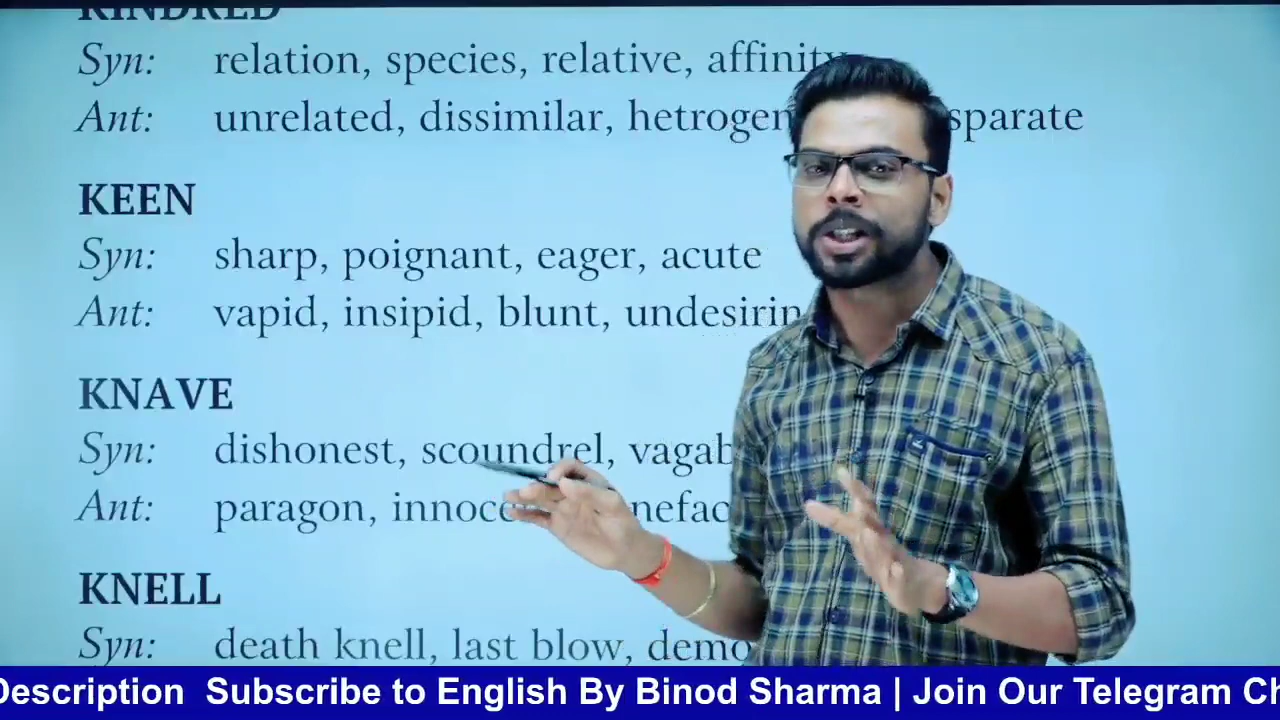 KINDRED
Syn: relation, species, relative, affinity
Ant: unrelated, dissimilar, hetrogen sparate
KEEN
Syn: sharp, poignant, eager, acute
Ant: vapid, insipid, blunt, undesirin
KNAVE
Syn: dishonest, scoundrel, vagab
Ant: paragon, innoce nefac
KNELL
Syn: death knell, last blow, demo
Description Subscribe to English By Binod Sharma | Join Our Telegram Ch